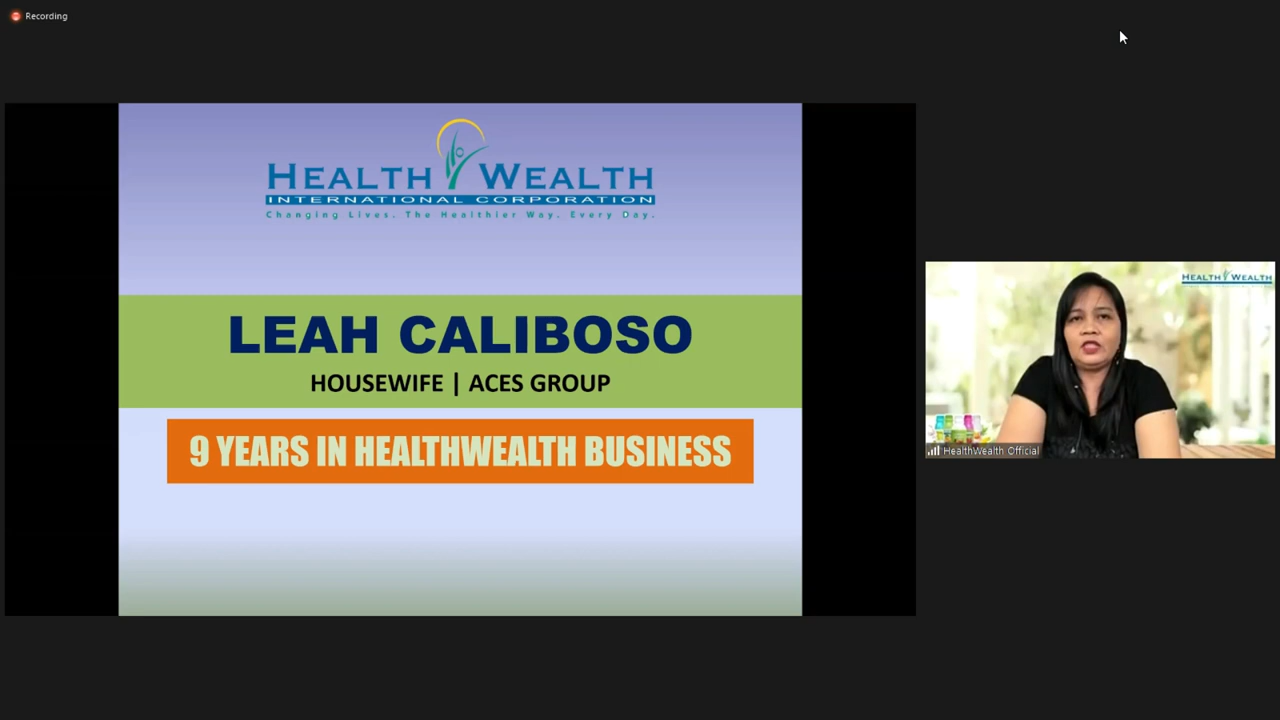 Recording
HEALTH WEALTH
INTERNATIONAL CORPORATION
Changing Lives. The Healthier Way. Every Day.
LEAH CALIBOSO
HOUSEWIFE | ACES GROUP
9 YEARS IN HEALTHWEALTH BUSINESS
HEALTH WEALTH
HealthWealth Official